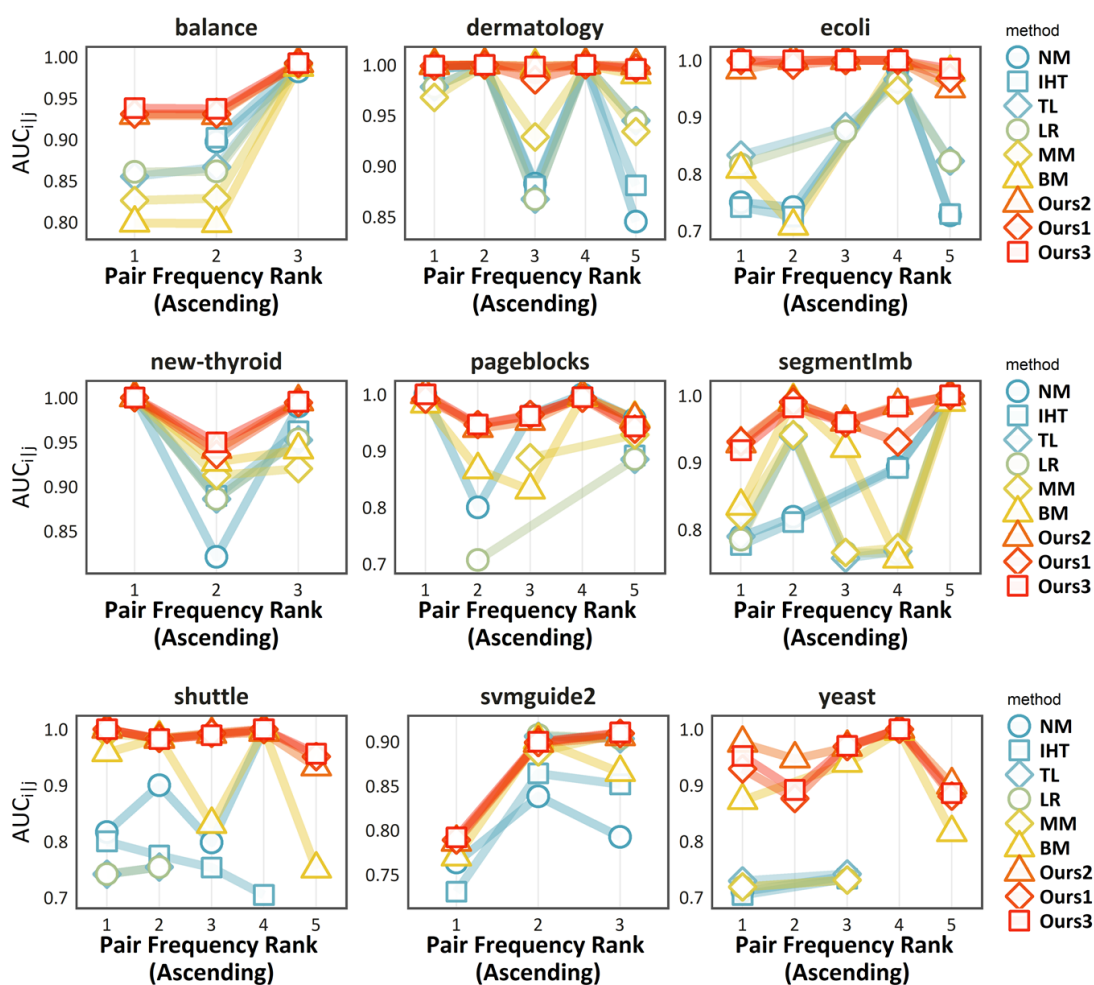 balance
dermatology
ecoli
AUCi|j
1.00
0.95
0.90
0.85
0.80
1 2 3
Pair Frequency Rank
(Ascending)
1.00
0.95
0.90
0.85
1 2 3 4 5
Pair Frequency Rank
(Ascending)
1.0
0.9
0.8
0.7
1 2 3 4 5
Pair Frequency Rank
(Ascending)
method
NM
IHT
TL
LR
MM
BM
Ours2
Ours1
Ours3
new-thyroid
pageblocks
segmentImb
AUCi|j
1.00
0.95
0.90
0.85
1 2 3
Pair Frequency Rank
(Ascending)
1.0
0.9
0.8
0.7
1 2 3 4 5
Pair Frequency Rank
(Ascending)
1.0
0.9
0.8
1 2 3 4 5
Pair Frequency Rank
(Ascending)
method
NM
IHT
TL
LR
MM
BM
Ours2
Ours1
Ours3
shuttle
svmguide2
yeast
AUCi|j
1.0
0.9
0.8
0.7
1 2 3 4 5
Pair Frequency Rank
(Ascending)
0.90
0.85
0.80
0.75
1 2 3
Pair Frequency Rank
(Ascending)
1.0
0.9
0.8
0.7
1 2 3 4 5
Pair Frequency Rank
(Ascending)
method
NM
IHT
TL
LR
MM
BM
Ours2
Ours1
Ours3